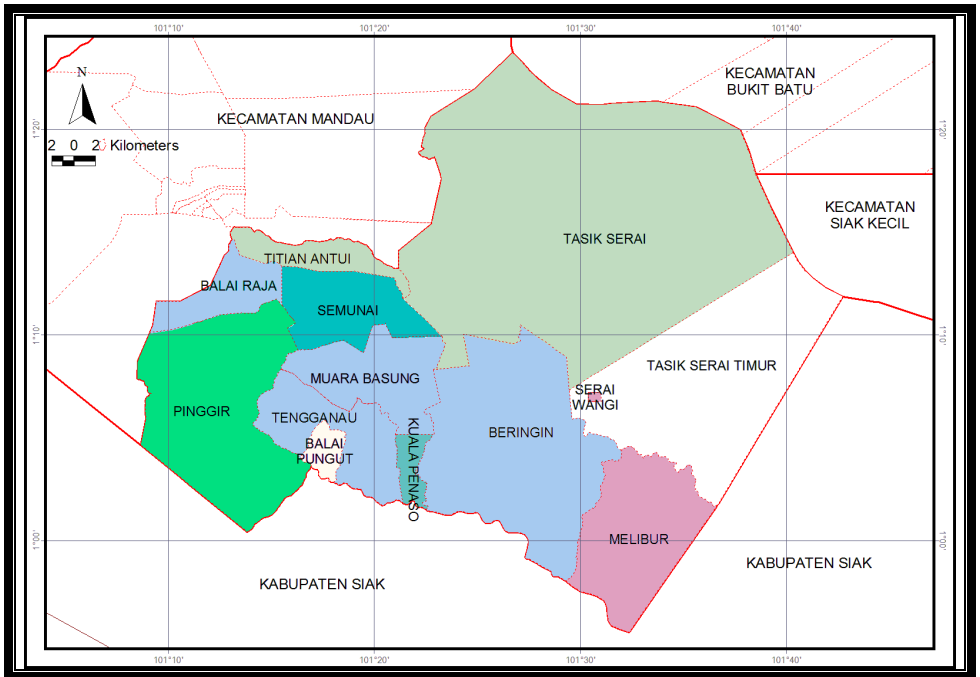 101°10'
101°20'
101°30'
101°40'
N
KECAMATAN
BUKIT BATU
KECAMATAN MANDAU
1°20'
1°20'
2 0 2 Kilometers
KECAMATAN
SIAK KECIL
TASIK SERAI
TITIAN ANTUI
BALAI RAJA
SEMUNAI
1°10'
1°10'
TASIK SERAI TIMUR
MUARA BASUNG
SERAI
WANGI
PINGGIR
TENGGANAU
BERINGIN
BALAI
PUNGUT
KUALA PENASO
1°00'
1°00'
MELIBUR
KABUPATEN SIAK
KABUPATEN SIAK
101°10'
101°20'
101°30'
101°40'